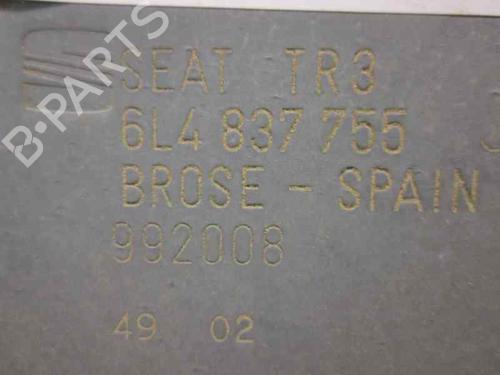 SEAT TR3
6L4 837 755
BROSE - SPAIN
992008
49 02
B-PARTS